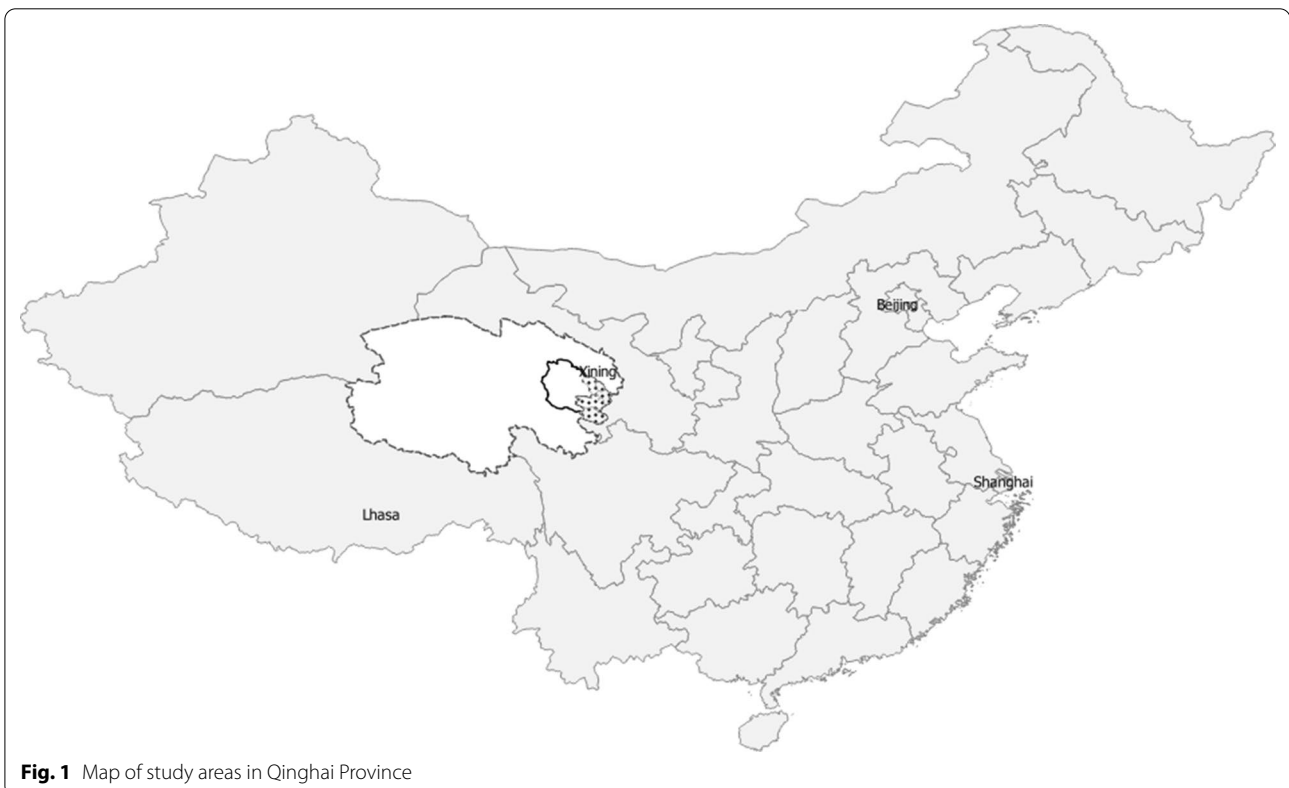 Beijing
Xining
Shanghai
Lhasa
Fig. 1 Map of study areas in Qinghai Province